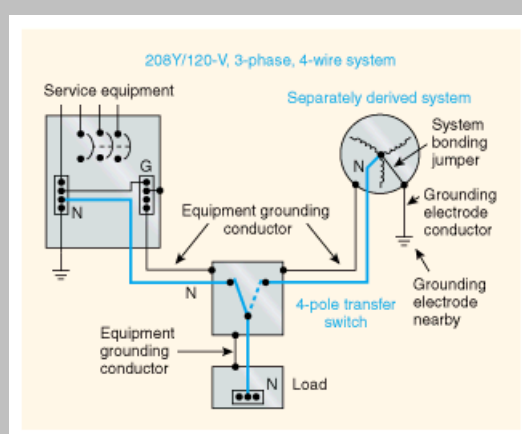 208Y/120-V, 3-phase, 4-wire system
Service equipment
Separately derived system
System
bonding
jumper
G
N
N
Equipment grounding
conductor
Grounding
electrode
conductor
N
4-pole transfer
switch
Grounding
electrode
nearby
Equipment
grounding
conductor
N
Load